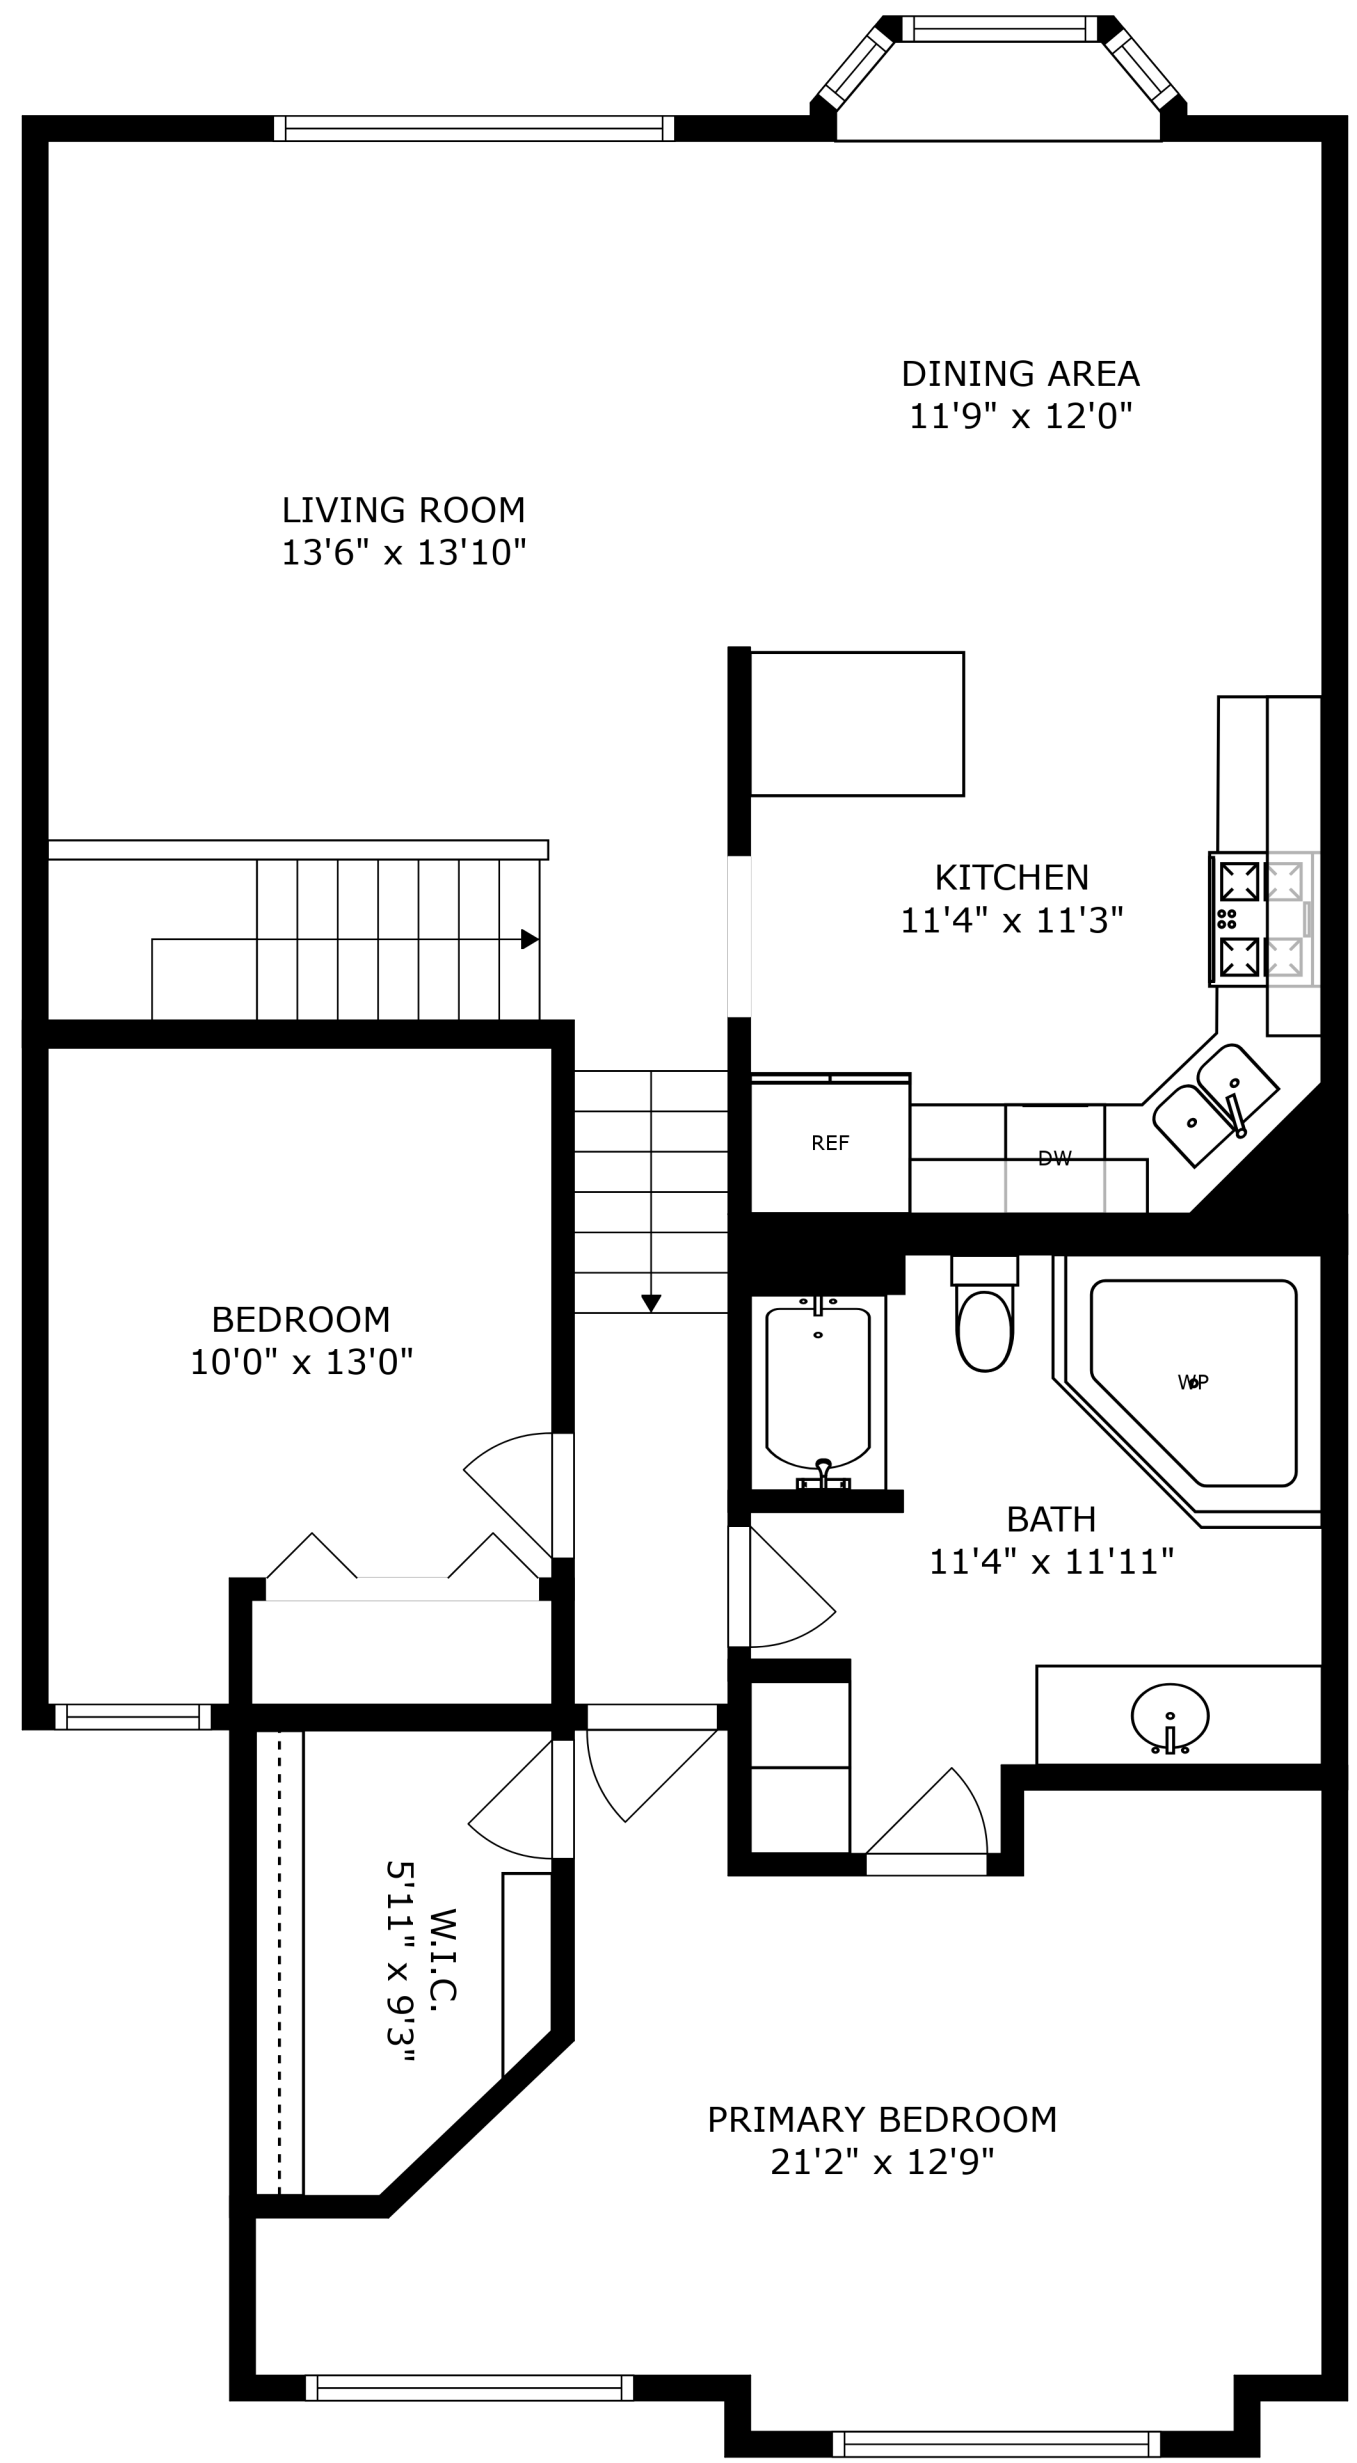 DINING AREA
11'9" x 12'0"
LIVING ROOM
13'6" x 13'10"
KITCHEN
11'4" x 11'3"
REF
DW
BEDROOM
10'0" x 13'0"
WP
BATH
11'4" x 11'11"
W.I.C.
5'11" x 9'3"
PRIMARY BEDROOM
21'2" x 12'9"